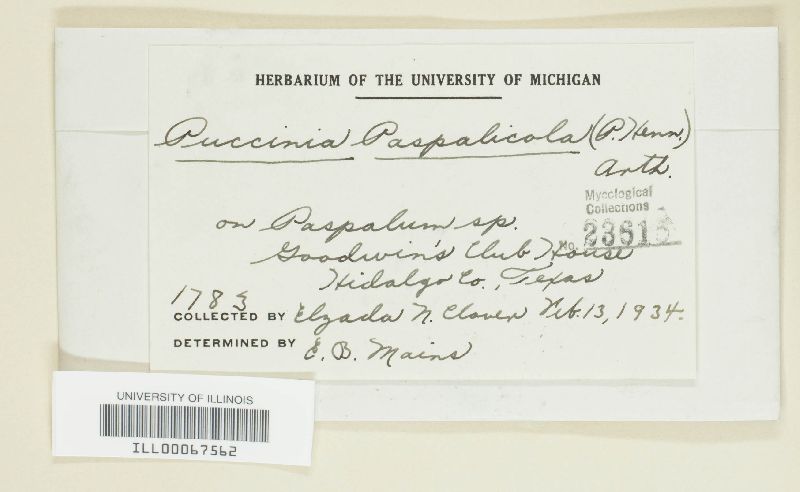 HERBARIUM OF THE UNIVERSITY OF MICHIGAN
Puccinia Paspalicola (P. Henn.)
Arth.
Mycological
Collections
on Paspalum sp.
No. 23615
Goodwin's Club House
Hidalgo Co., Texas
1783
COLLECTED BY Elzada N. Clover Feb. 13, 1934.
DETERMINED BY E. B. Mains
UNIVERSITY OF ILLINOIS
ILL00067562